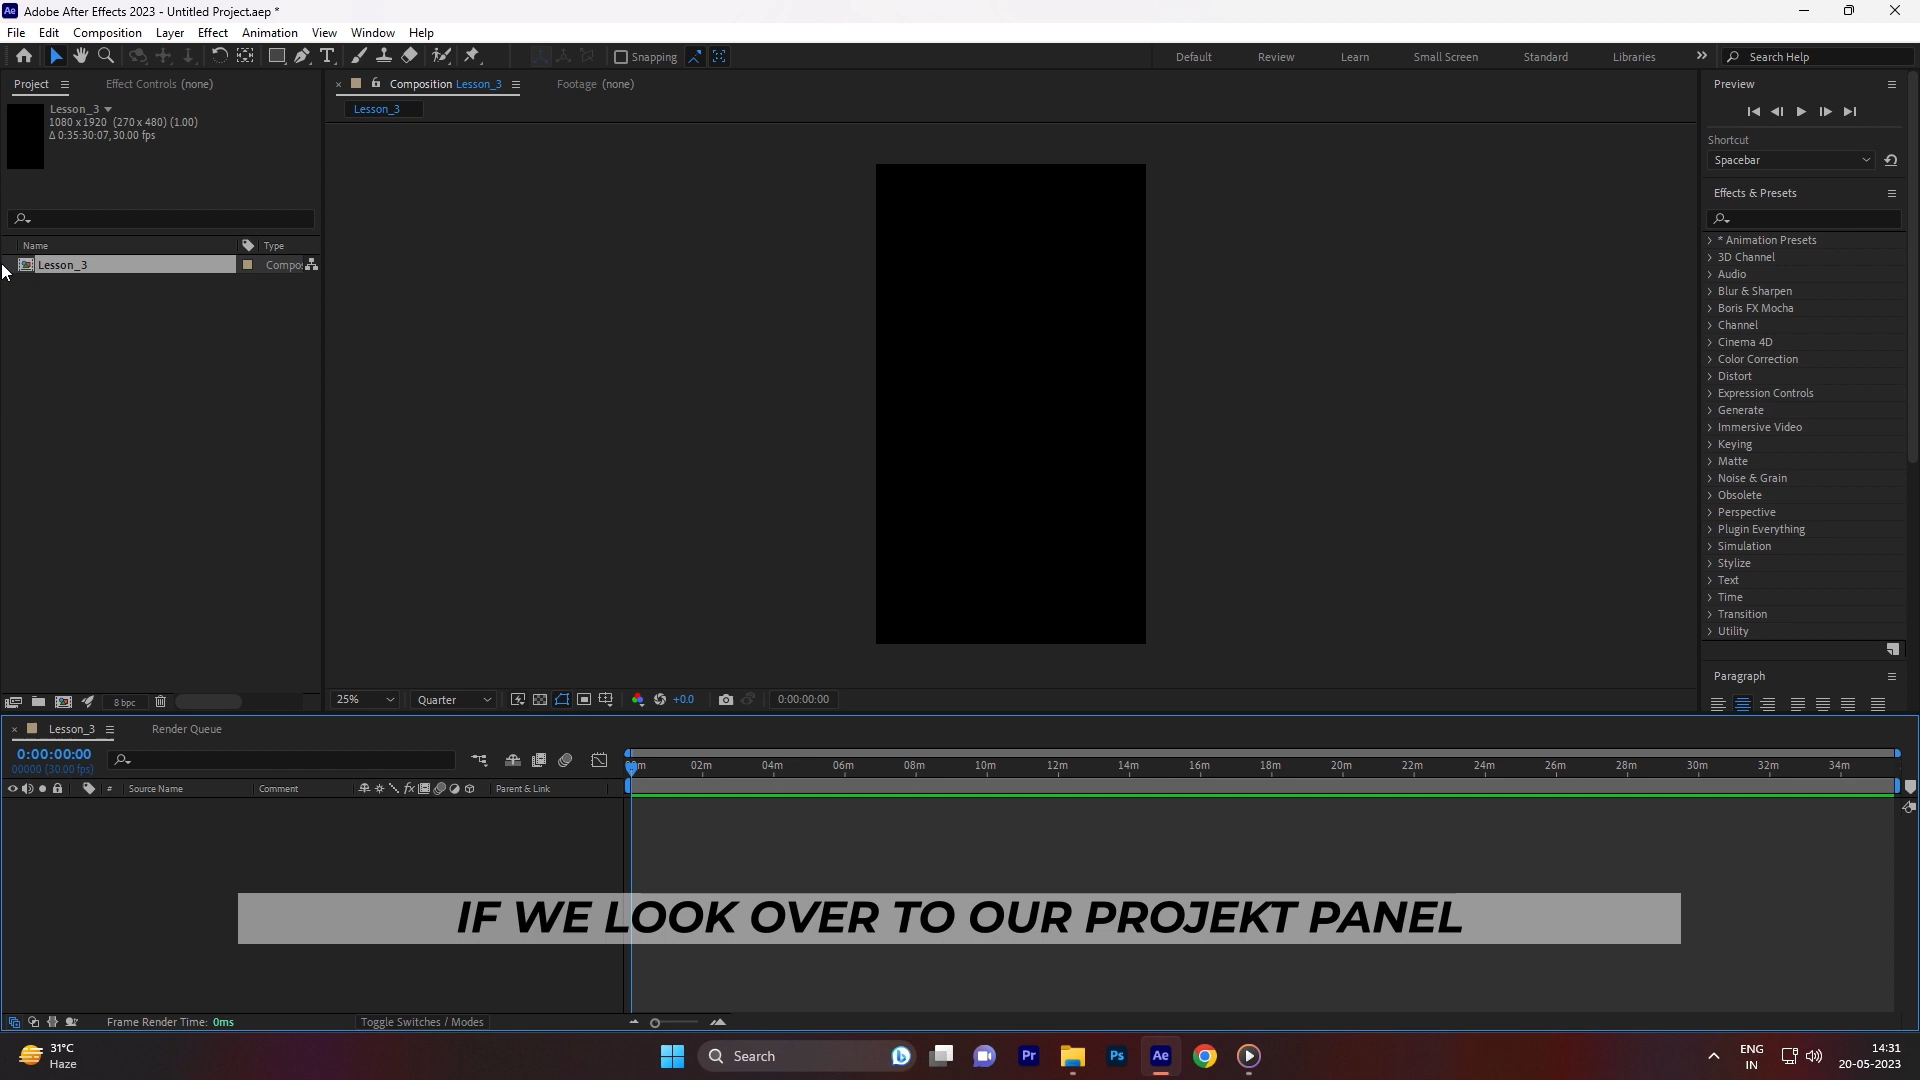 Adobe After Effects 2023 - Untitled Project.aep *
File Edit Composition Layer Effect Animation View Window Help
Snapping Default Review Learn Small Screen Standard Libraries Search Help
Project Effect Controls (none) Composition Lesson_3 Footage (none) Preview
Lesson_3
1080 x 1920 (270 x 480) (1.00)
Δ 0:35:30:07, 30.00 fps
Lesson_3
Shortcut
Spacebar
Effects & Presets
Name Type
Lesson_3 Compo
* Animation Presets
3D Channel
Audio
Blur & Sharpen
Boris FX Mocha
Channel
Cinema 4D
Color Correction
Distort
Expression Controls
Generate
Immersive Video
Keying
Matte
Noise & Grain
Obsolete
Perspective
Plugin Everything
Simulation
Stylize
Text
Time
Transition
Utility
Paragraph
8 bpc 25% Quarter +0.0 0:00:00:00
Lesson_3 Render Queue
0:00:00:00
00000 (30.00 fps)
02m 04m 06m 08m 10m 12m 14m 16m 18m 20m 22m 24m 26m 28m 30m 32m 34m
# Source Name Comment fx Parent & Link
IF WE LOOK OVER TO OUR PROJEKT PANEL
Frame Render Time: 0ms Toggle Switches / Modes
31°C
Haze
Search
Pr Ps Ae
ENG
IN
14:31
20-05-2023